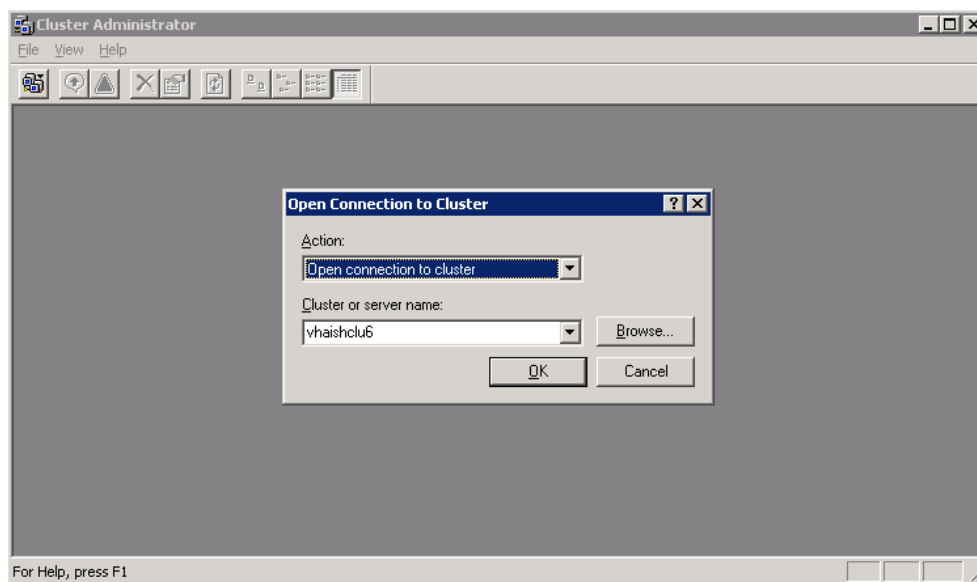 Cluster Administrator
File View Help
Open Connection to Cluster
Action:
Open connection to cluster
Cluster or server name:
vhaishclu6
Browse...
OK
Cancel
For Help, press F1